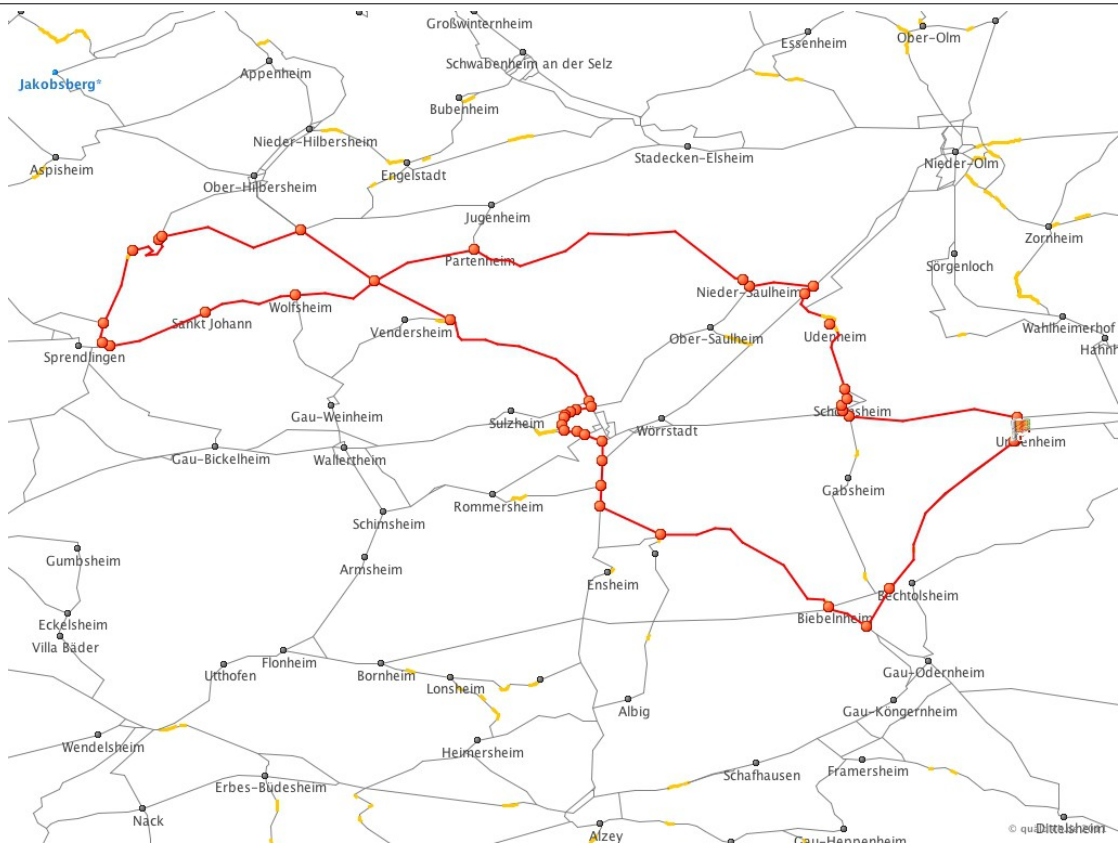 Großwinternheim
Essenheim
Ober-Olm
Schwabenheim an der Selz
Appenheim
Jakobsberg*
Bubenheim
Nieder-Hilbersheim
Stadecken-Elsheim
Nieder-Olm
Aspisheim
Engelstadt
Ober-Hilbersheim
Jugenheim
Zornheim
Partenheim
Sörgenloch
Nieder-Saulheim
Wolfsheim
Sankt Johann
Vendersheim
Ober-Saulheim
Udenheim
Wahlheimerhof
Sprendlingen
Gau-Weinheim
Sulzheim
Wörrstadt
Gau-Bickelheim
Wallertheim
Gabsheim
Rommersheim
Schimsheim
Gumbsheim
Armsheim
Ensheim
Bechtolsheim
Biebelnheim
Eckelsheim
Villa Bäder
Flonheim
Utthofen
Bornheim
Lonsheim
Gau-Odernheim
Albig
Gau-Köngernheim
Wendelsheim
Heimersheim
Schafhausen
Framersheim
Erbes-Büdesheim
Nack
Alzey
Dittelsheim
Gau-Heppenheim